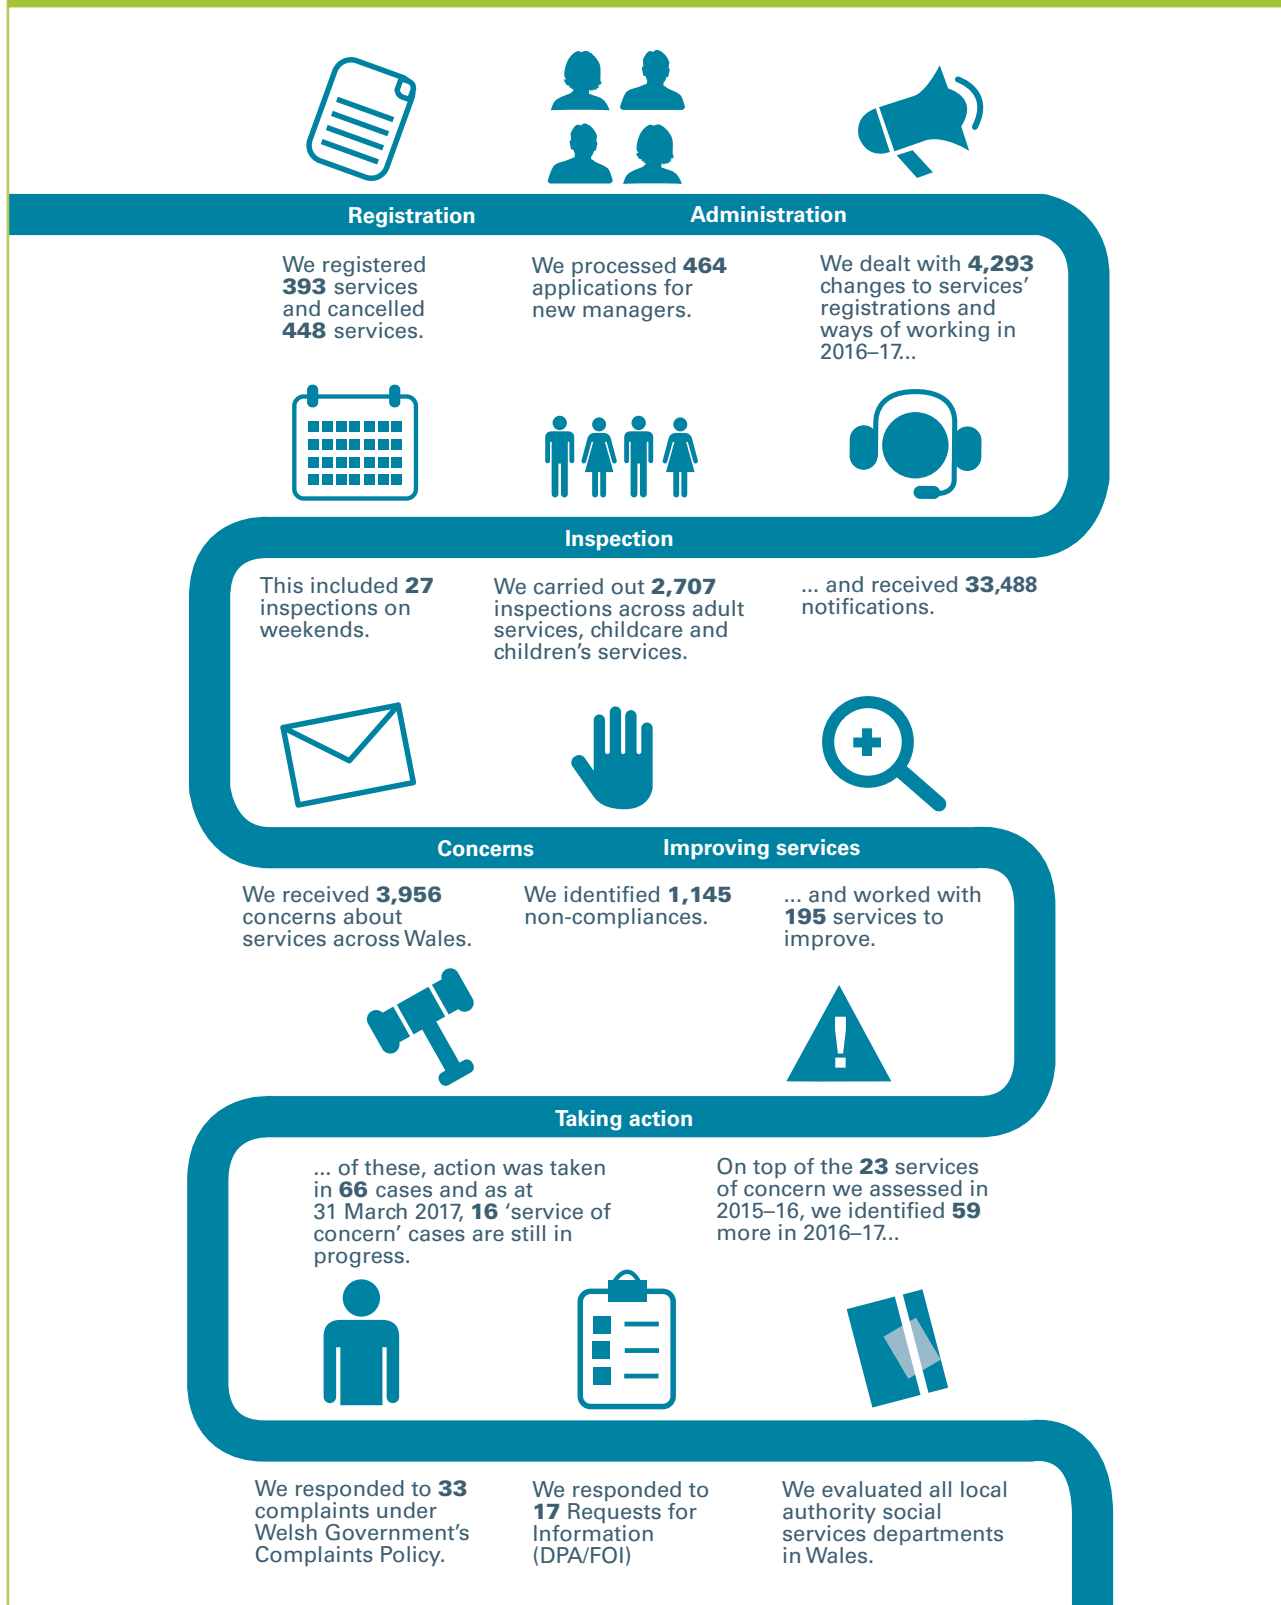 Registration
Administration
We registered
393 services
and cancelled
448 services.
We processed 464
applications for
new managers.
We dealt with 4,293
changes to services’
registrations and
ways of working in
2016–17...
Inspection
This included 27
inspections on
weekends.
We carried out 2,707
inspections across adult
services, childcare and
children’s services.
... and received 33,488
notifications.
Concerns
Improving services
We received 3,956
concerns about
services across Wales.
We identified 1,145
non-compliances.
... and worked with
195 services to
improve.
!
Taking action
... of these, action was taken
in 66 cases and as at
31 March 2017, 16 ‘service of
concern’ cases are still in
progress.
On top of the 23 services
of concern we assessed in
2015–16, we identified 59
more in 2016–17...
We responded to 33
complaints under
Welsh Government’s
Complaints Policy.
We responded to
17 Requests for
Information
(DPA/FOI)
We evaluated all local
authority social
services departments
in Wales.